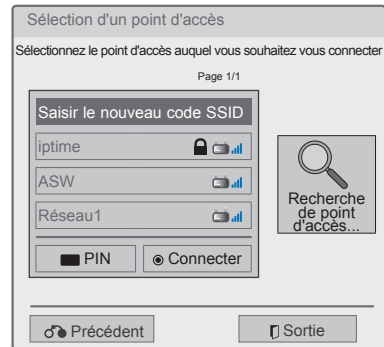 Sélection d'un point d'accès
Sélectionnez le point d'accès auquel vous souhaitez vous connecter
Page 1/1
Saisir le nouveau code SSID
iptime
ASW
Réseau1
PIN
Connecter
Recherche
de point
d'accès...
Précédent
Sortie